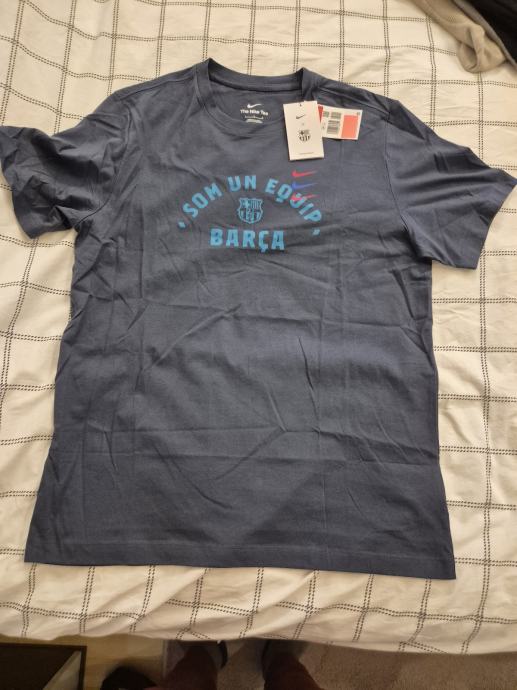 The Nike Tee
SOM UN EQUIP
BARÇA